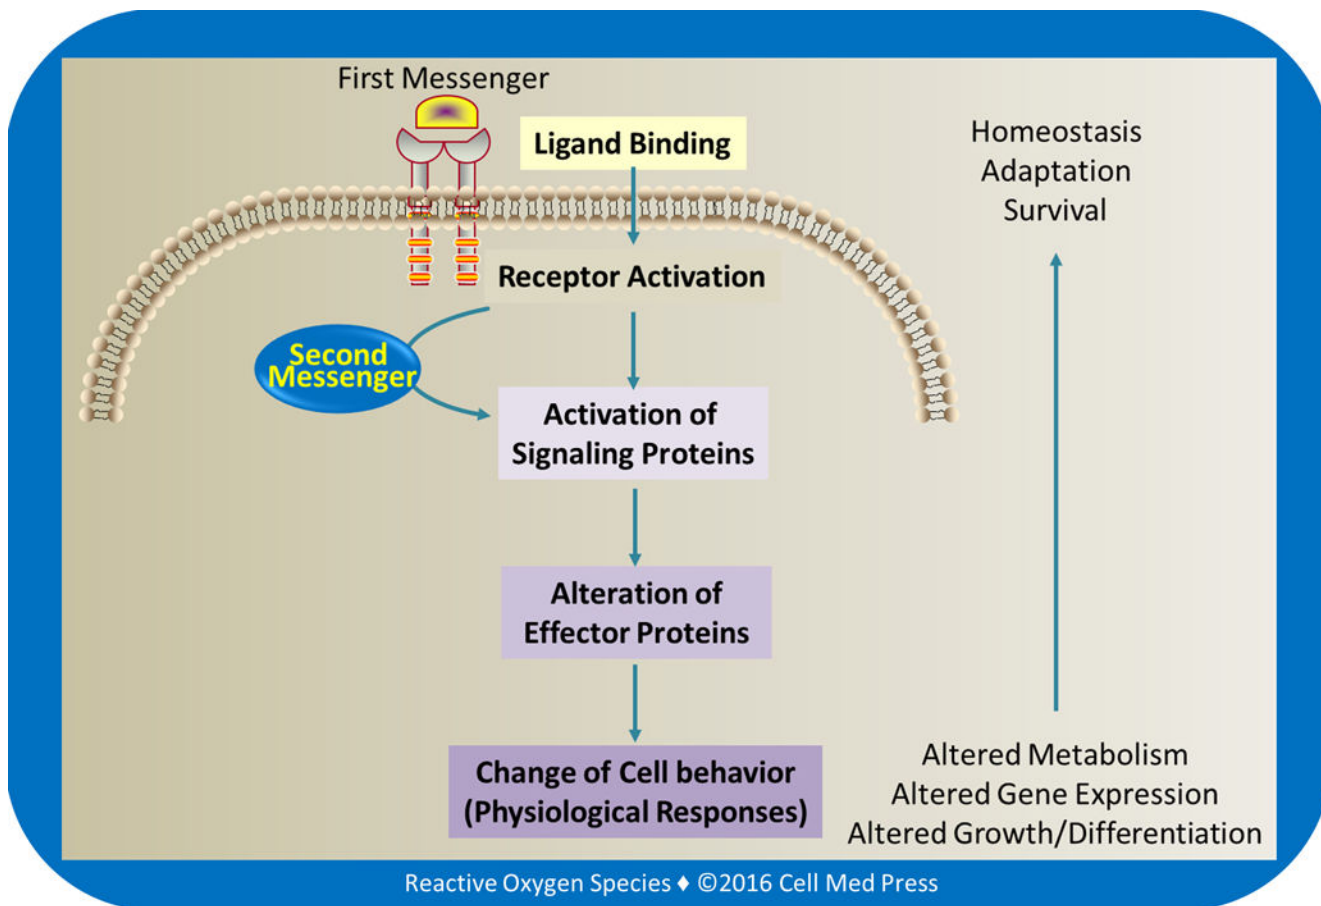 First Messenger
Ligand Binding
Receptor Activation
Second
Messenger
Activation of
Signaling Proteins
Alteration of
Effector Proteins
Change of Cell behavior
(Physiological Responses)
Homeostasis
Adaptation
Survival
Altered Metabolism
Altered Gene Expression
Altered Growth/Differentiation
Reactive Oxygen Species ♦ ©2016 Cell Med Press